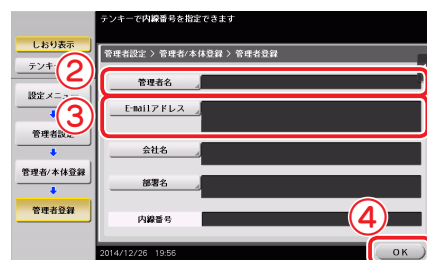 テンキーで内線番号を指定できます
しおり表示
管理者設定 > 管理者/本体登録 > 管理者登録
テンキー
②
管理者名
設定メニュー
③
E-mailアドレス
管理者設定
会社名
管理者/本体登録
部署名
管理者登録
内線番号
④
2014/12/26 19:56
OK